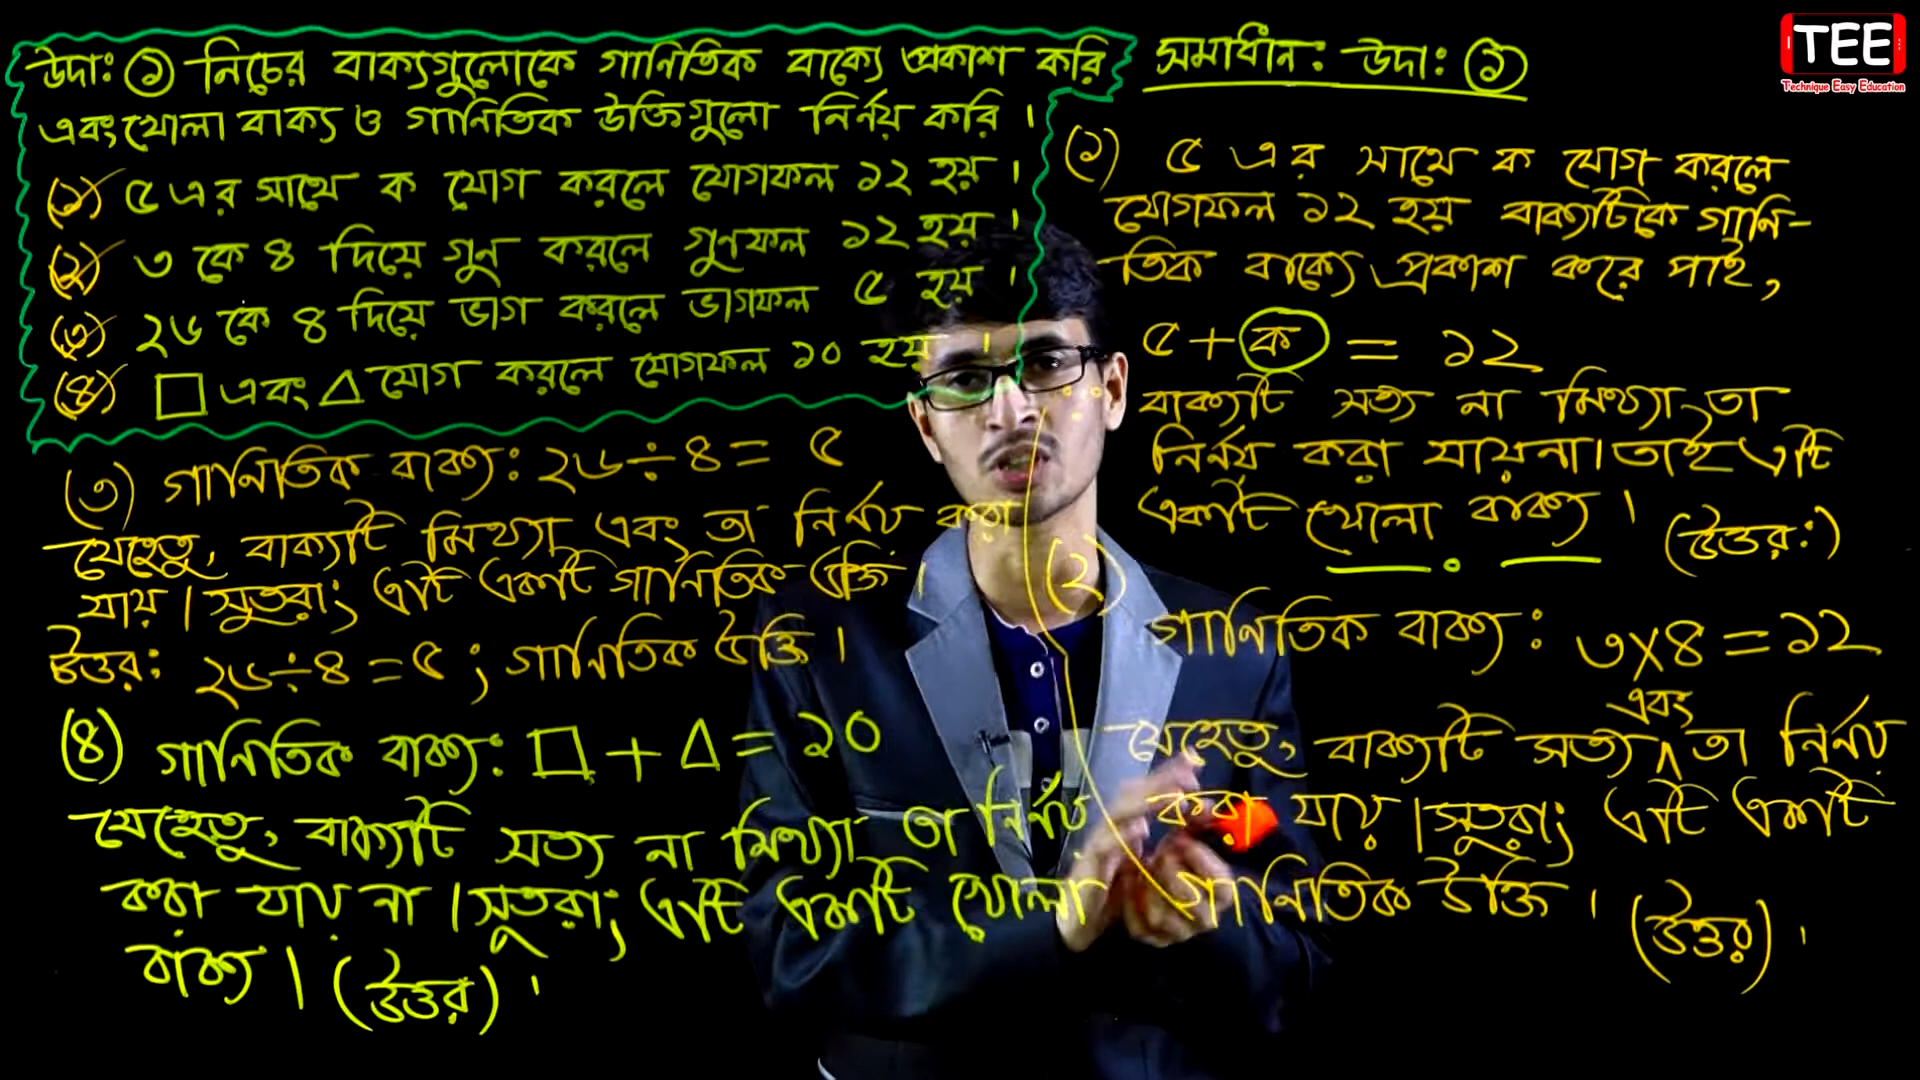 উদা: ① নিচের বাক্যগুলোকে গাণিতিক বাক্যে প্রকাশ করি
এবং খোলা বাক্য ও গাণিতিক উক্তিগুলো নির্নয় করি ।
(১) ৫ এর সাথে ক যোগ করলে যোগফল ১২ হয় ।
(২) ৩ কে ৪ দিয়ে গুন করলে গুনফল ১২ হয় ।
(৩) ২৬ কে ৪ দিয়ে ভাগ করলে ভাগফল ৫ হয় ।
(৪) □ এবং △ যোগ করলে যোগফল ১০ হয় ।
(৩) গাণিতিক বাক্য: ২৬ ÷ ৪ = ৫
যেহেতু, বাক্যটি মিথ্যা এবং তা নির্নয় করা
যায় । সুতরাং এটি একটি গাণিতিক উক্তি ।
উত্তর: ২৬ ÷ ৪ = ৫ ; গাণিতিক উক্তি ।
(৪) গাণিতিক বাক্য: □ + △ = ১০
যেহেতু, বাক্যটি সত্য না মিথ্যা তা নির্নয়
করা যায় না । সুতরাং এটি একটি খোলা
বাক্য । (উত্তর) ।
সমাধান: উদা: ①
(১) ৫ এর সাথে ক যোগ করলে
যোগফল ১২ হয় বাক্যটিকে গাণি-
তিক বাক্যে প্রকাশ করে পাই,
৫ + ক = ১২
বাক্যটি সত্য না মিথ্যা তা
নির্নয় করা যায় না । তাই এটি
একটি খোলা বাক্য । (উত্তর:)
(২)
গাণিতিক বাক্য: ৩ × ৪ = ১২
যেহেতু, বাক্যটি সত্য এবং তা নির্নয়
করা যায় । সুতরাং এটি একটি
গাণিতিক উক্তি । (উত্তর) ।
TEE
Technique Easy Education